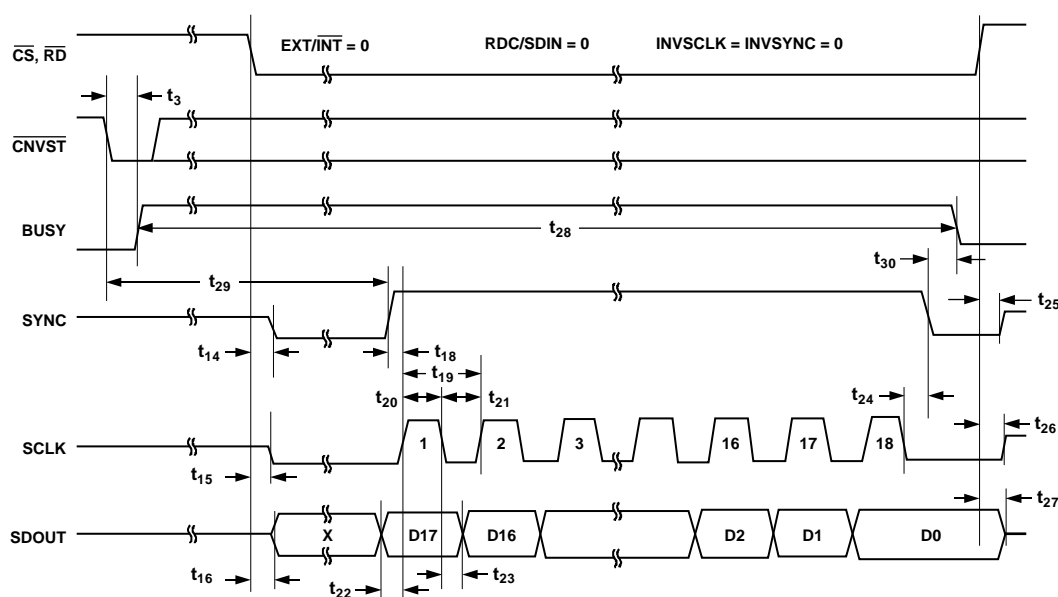 EXT/INT = 0 RDC/SDIN = 0 INVSCLK = INVSYNC = 0
CS, RD
t3
CNVST
BUSY
t28
t30
t29
t25
SYNC
t14
t18
t19
t20
t21
t24
t26
SCLK
1 2 3 16 17 18
t15
t27
SDOUT
X D17 D16 D2 D1 D0
t16
t22
t23